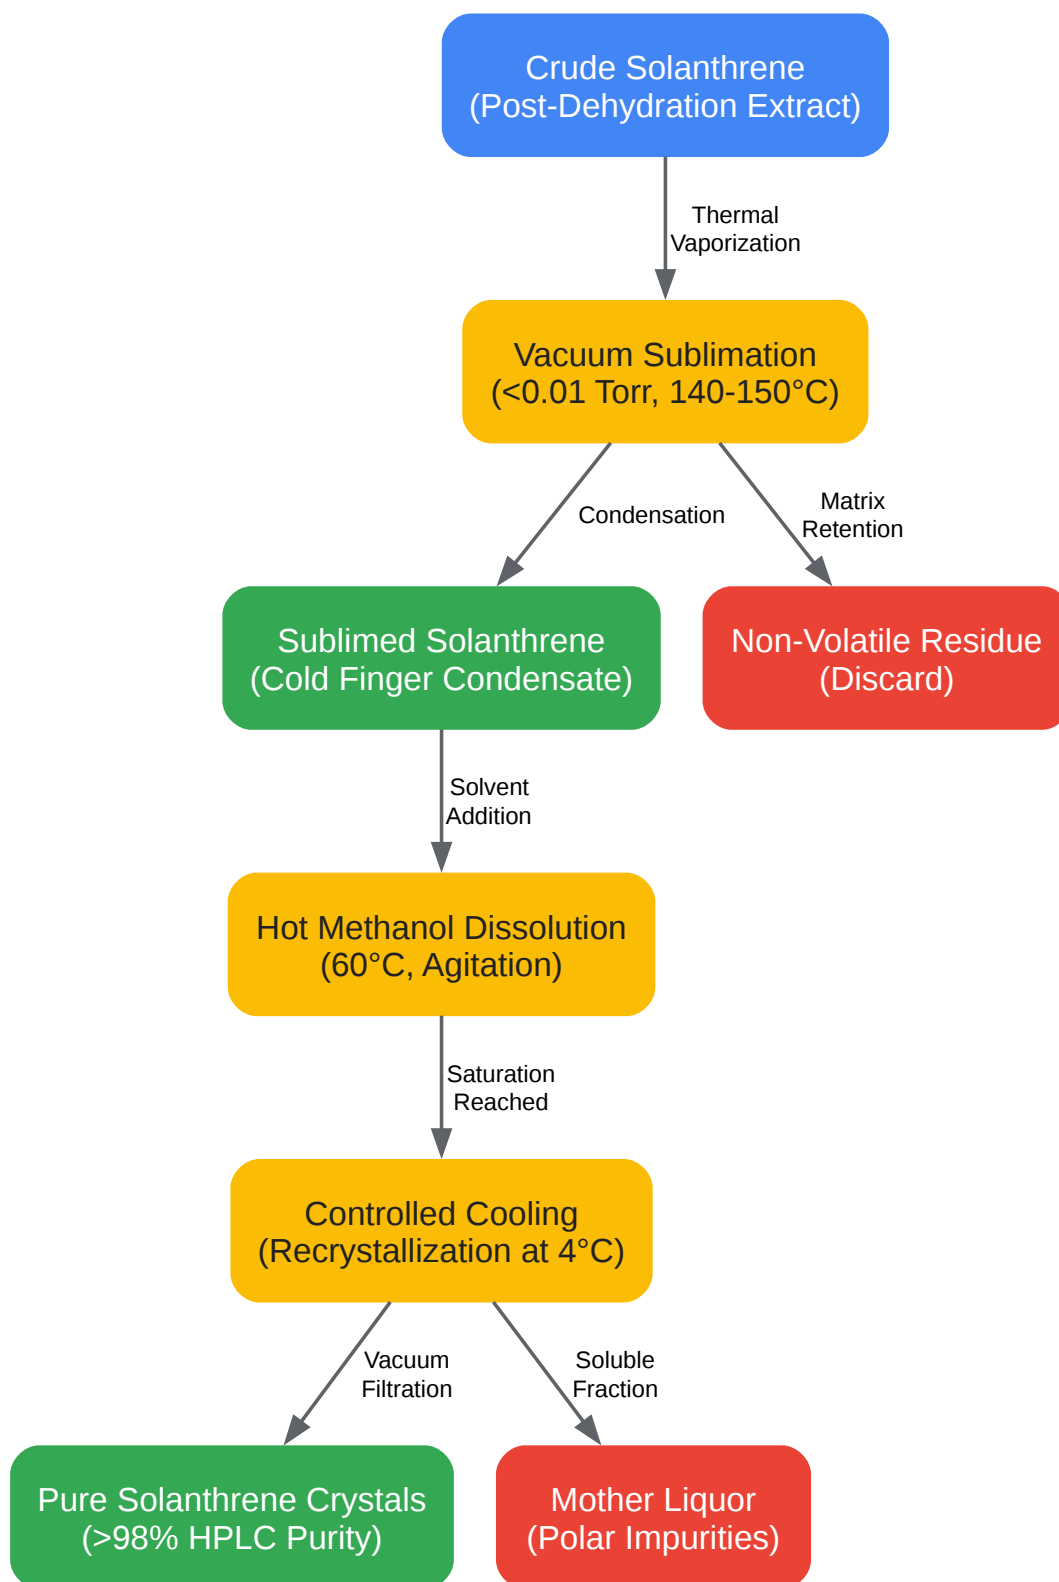 Crude Solanthrene
(Post-Dehydration Extract)
Thermal
Vaporization
Vacuum Sublimation
(<0.01 Torr, 140-150°C)
Condensation
Matrix
Retention
Sublimed Solanthrene
(Cold Finger Condensate)
Non-Volatile Residue
(Discard)
Solvent
Addition
Hot Methanol Dissolution
(60°C, Agitation)
Saturation
Reached
Controlled Cooling
(Recrystallization at 4°C)
Vacuum
Filtration
Soluble
Fraction
Pure Solanthrene Crystals
(>98% HPLC Purity)
Mother Liquor
(Polar Impurities)